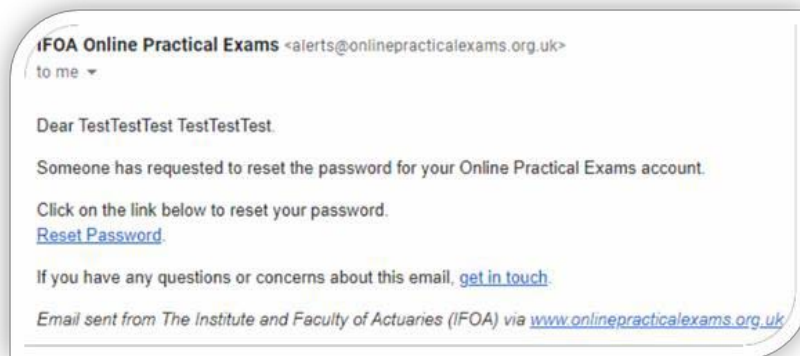 IFOA Online Practical Exams <alerts@onlinepracticalexams.org.uk>
to me
Dear TestTestTest TestTestTest.
Someone has requested to reset the password for your Online Practical Exams account.
Click on the link below to reset your password.
Reset Password.
If you have any questions or concerns about this email, get in touch.
Email sent from The Institute and Faculty of Actuaries (IFOA) via www.onlinepracticalexams.org.uk